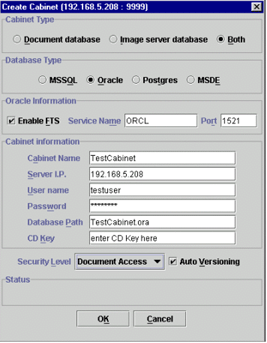 Create Cabinet (192.168.5.208 : 9999)
Cabinet Type
Document database Image server database Both
Database Type
MSSQL Oracle Postgres MSDE
Oracle Information
Enable FTS Service Name ORCL Port 1521
Cabinet information
Cabinet Name TestCabinet
Server I.P. 192.168.5.208
User name testuser
Password ********
Database Path TestCabinet.ora
CD Key enter CD Key here
Security Level Document Access Auto Versioning
Status
OK Cancel